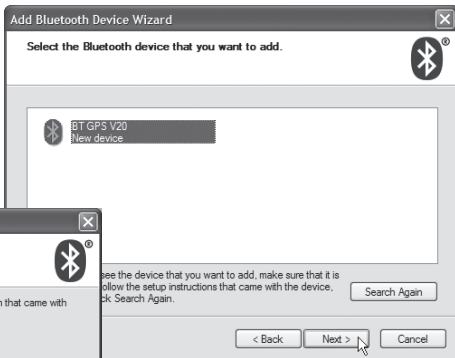 Add Bluetooth Device Wizard
Select the Bluetooth device that you want to add.
®
BT GPS V20
New device
®
see the device that you want to add, make sure that it is
ollow the setup instructions that came with the device,
ck Search Again.
Search Again
n that came with
< Back Next > Cancel